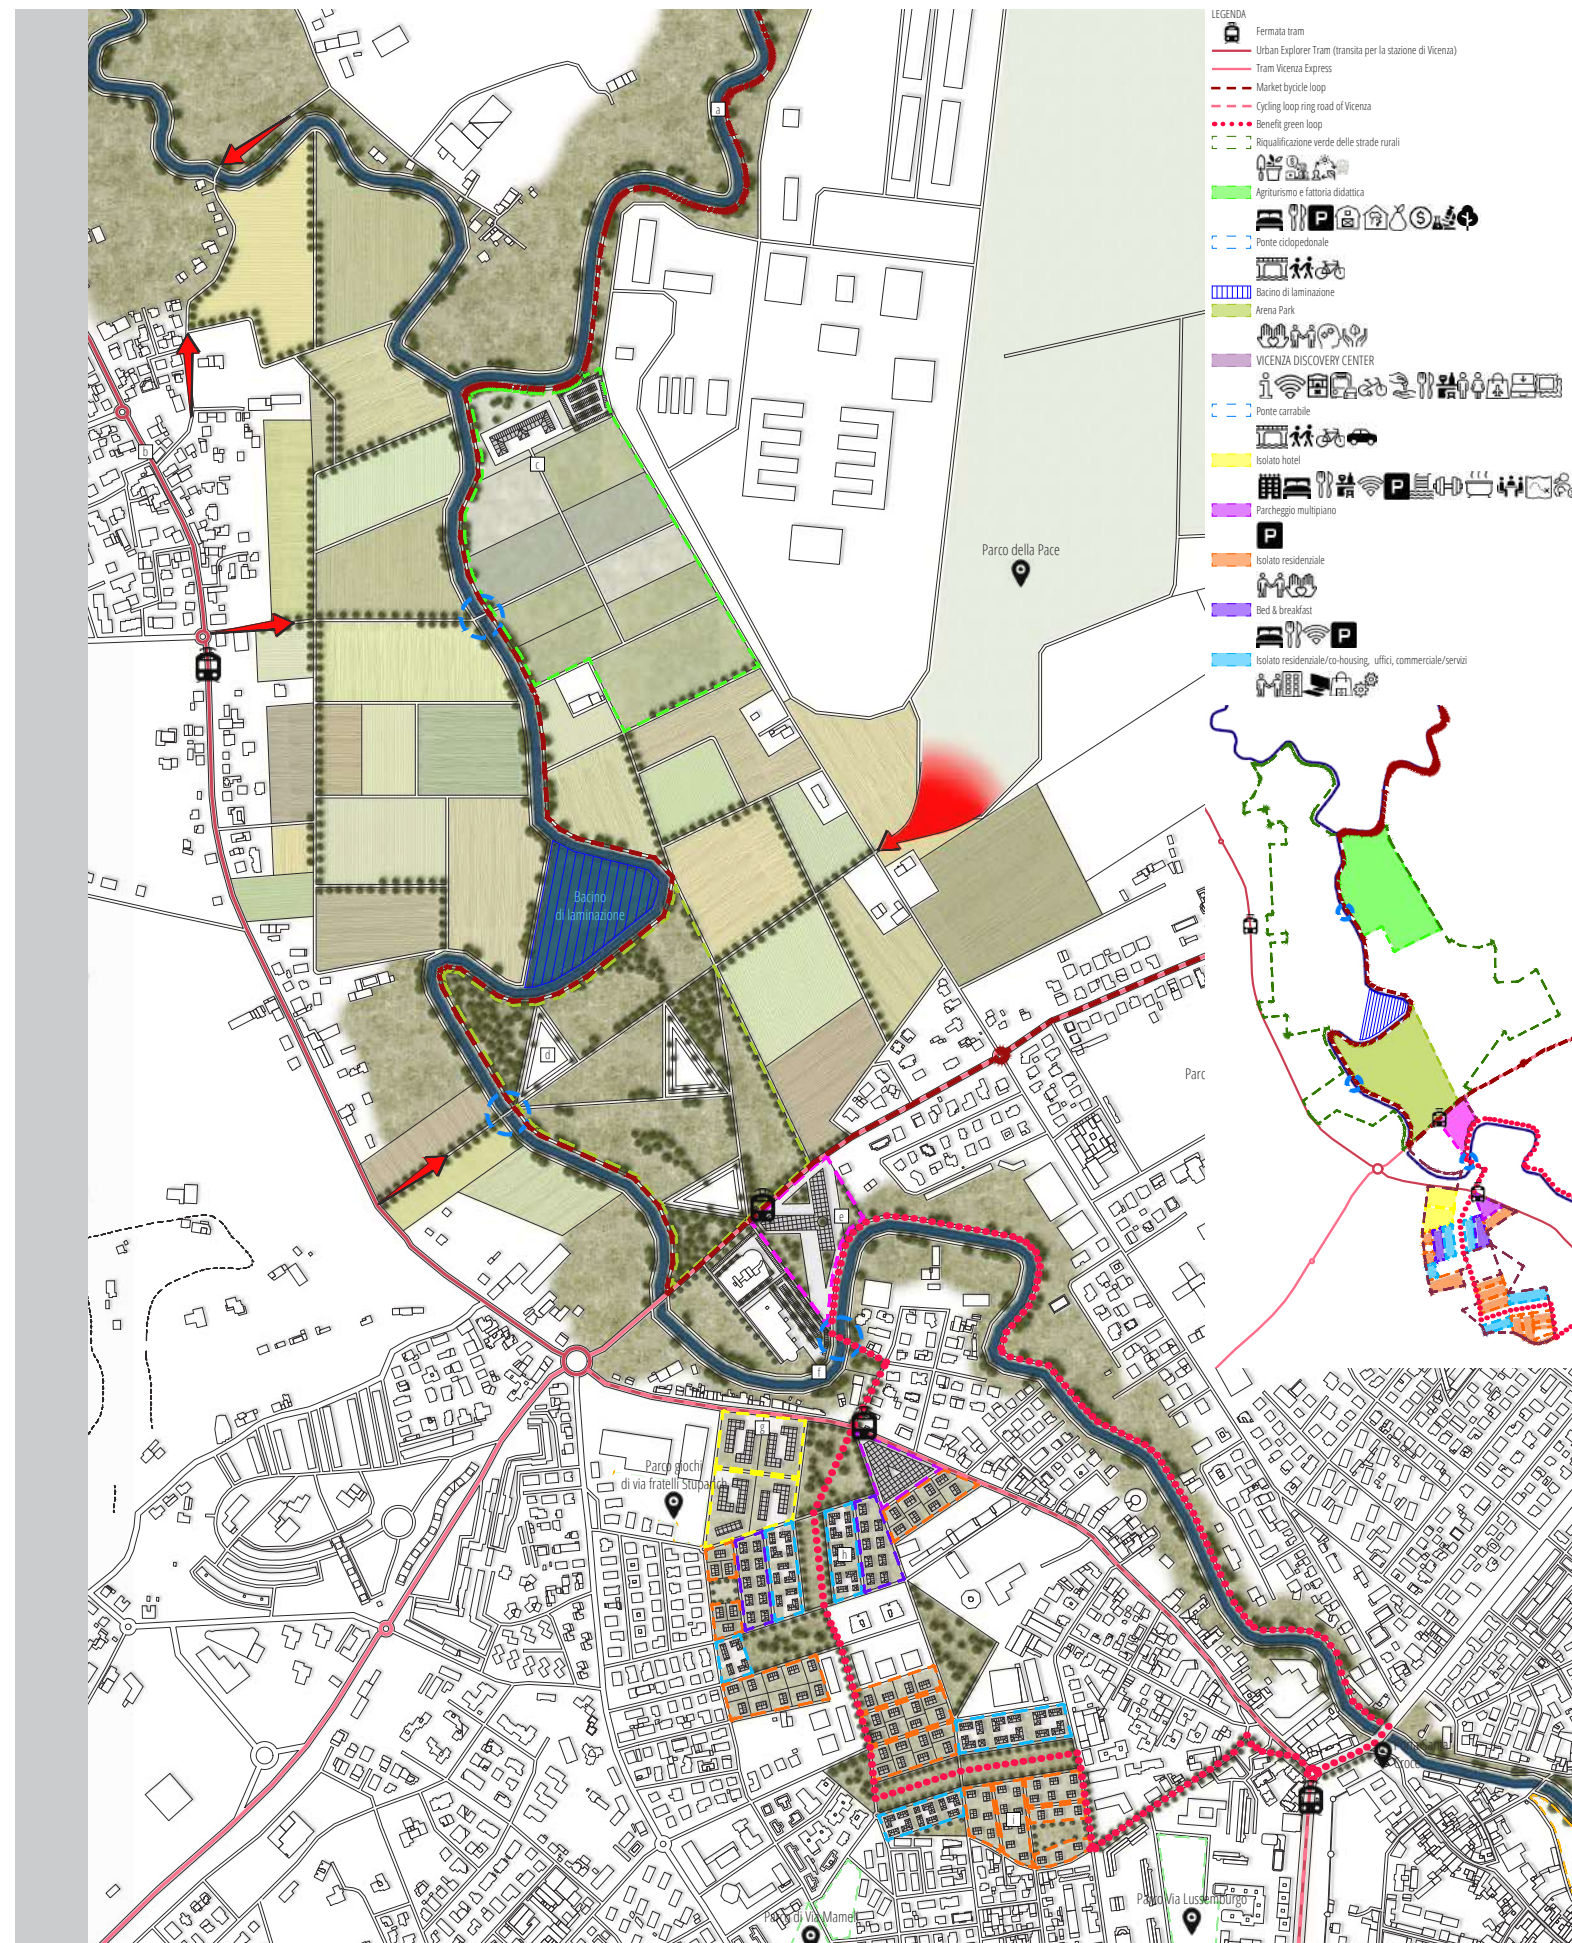 LEGENDA
Fermata tram
Urban Explorer Tram (transita per la stazione di Vicenza)
Tram Vicenza Express
Market bycicle loop
Cycling loop ring road of Vicenza
Benefit green loop
Riqualificazione verde delle strade rurali
Agriturismo e fattoria didattica
P
Ponte ciclopedonale
Bacino di laminazione
Arena Park
VICENZA DISCOVERY CENTER
Ponte carrabile
Isolato hotel
P
Parcheggio multipiano
P
Isolato residenziale
Bed & breakfast
P
Isolato residenziale/co-housing, uffici, commerciale/servizi
a
b
c
Parco della Pace
Bacino
di laminazione
d
Parc
e
f
g
Parco giochi
di via fratelli Stuparich
h
i
Croce
Parco di Via Mameli
Parco Via Lussemburgo